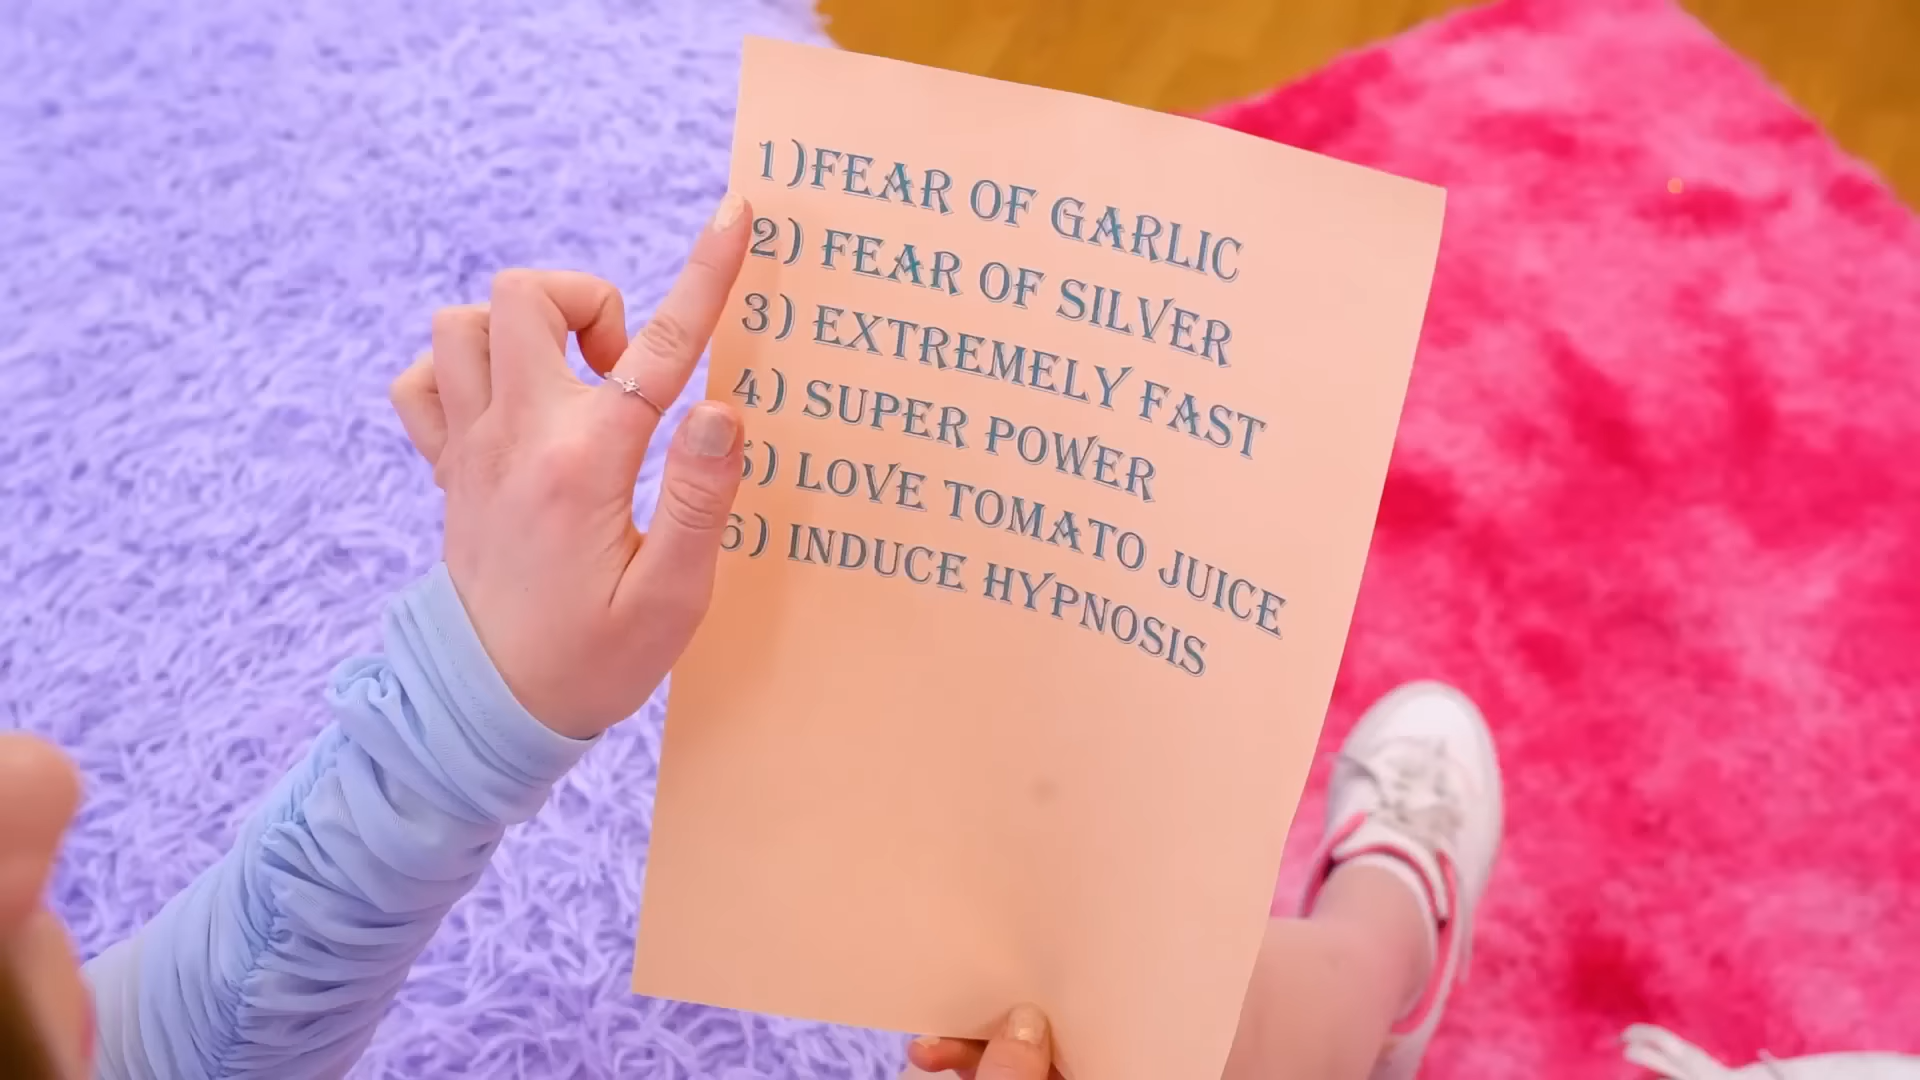 1)FEAR OF GARLIC
2) FEAR OF SILVER
3) EXTREMELY FAST
4) SUPER POWER
5) LOVE TOMATO JUICE
6) INDUCE HYPNOSIS